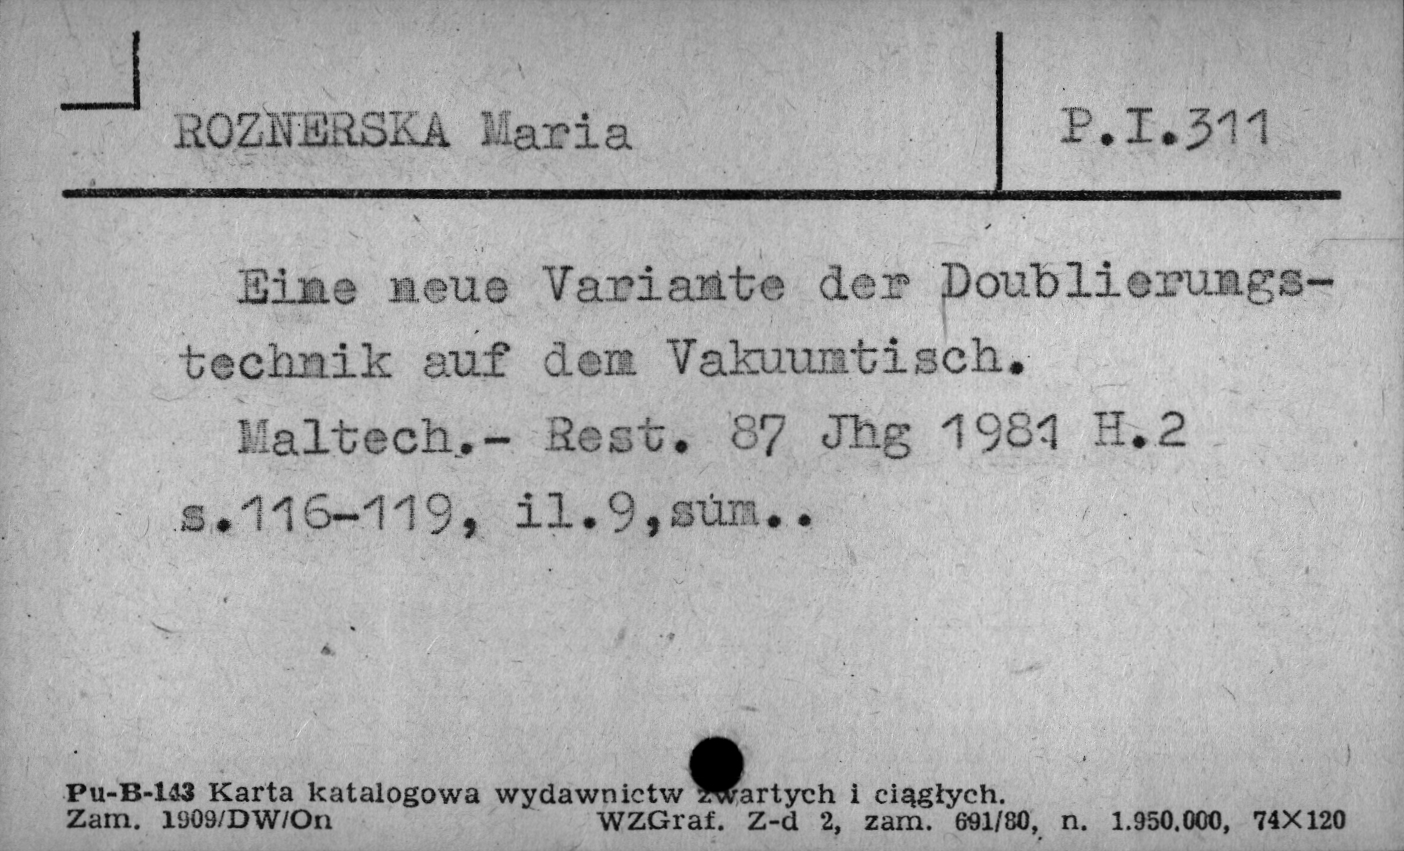 ROZNERSKA Maria
P.I.311
Eine neue Variante der Doublierungs-
technik auf dem Vakuumtisch.
Maltech.- Rest. 87 Jhg 1981 H.2
s.116-119, il.9,sum..
Pu-B-143 Karta katalogowa wydawnictw zwartych i ciągłych.
Zam. 1909/DW/On WZGraf. Z-d 2, zam. 691/80, n. 1.950.000, 74X120